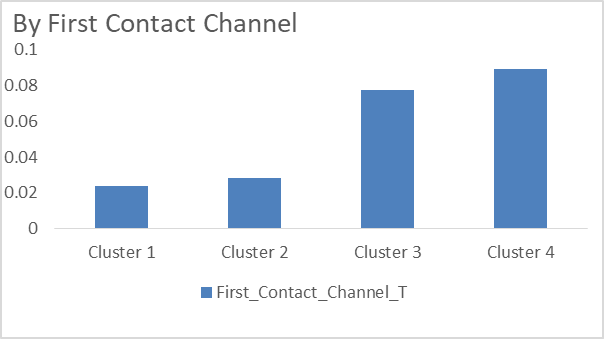 By First Contact Channel
0.1
0.08
0.06
0.04
0.02
0
Cluster 1 Cluster 2 Cluster 3 Cluster 4
First_Contact_Channel_T